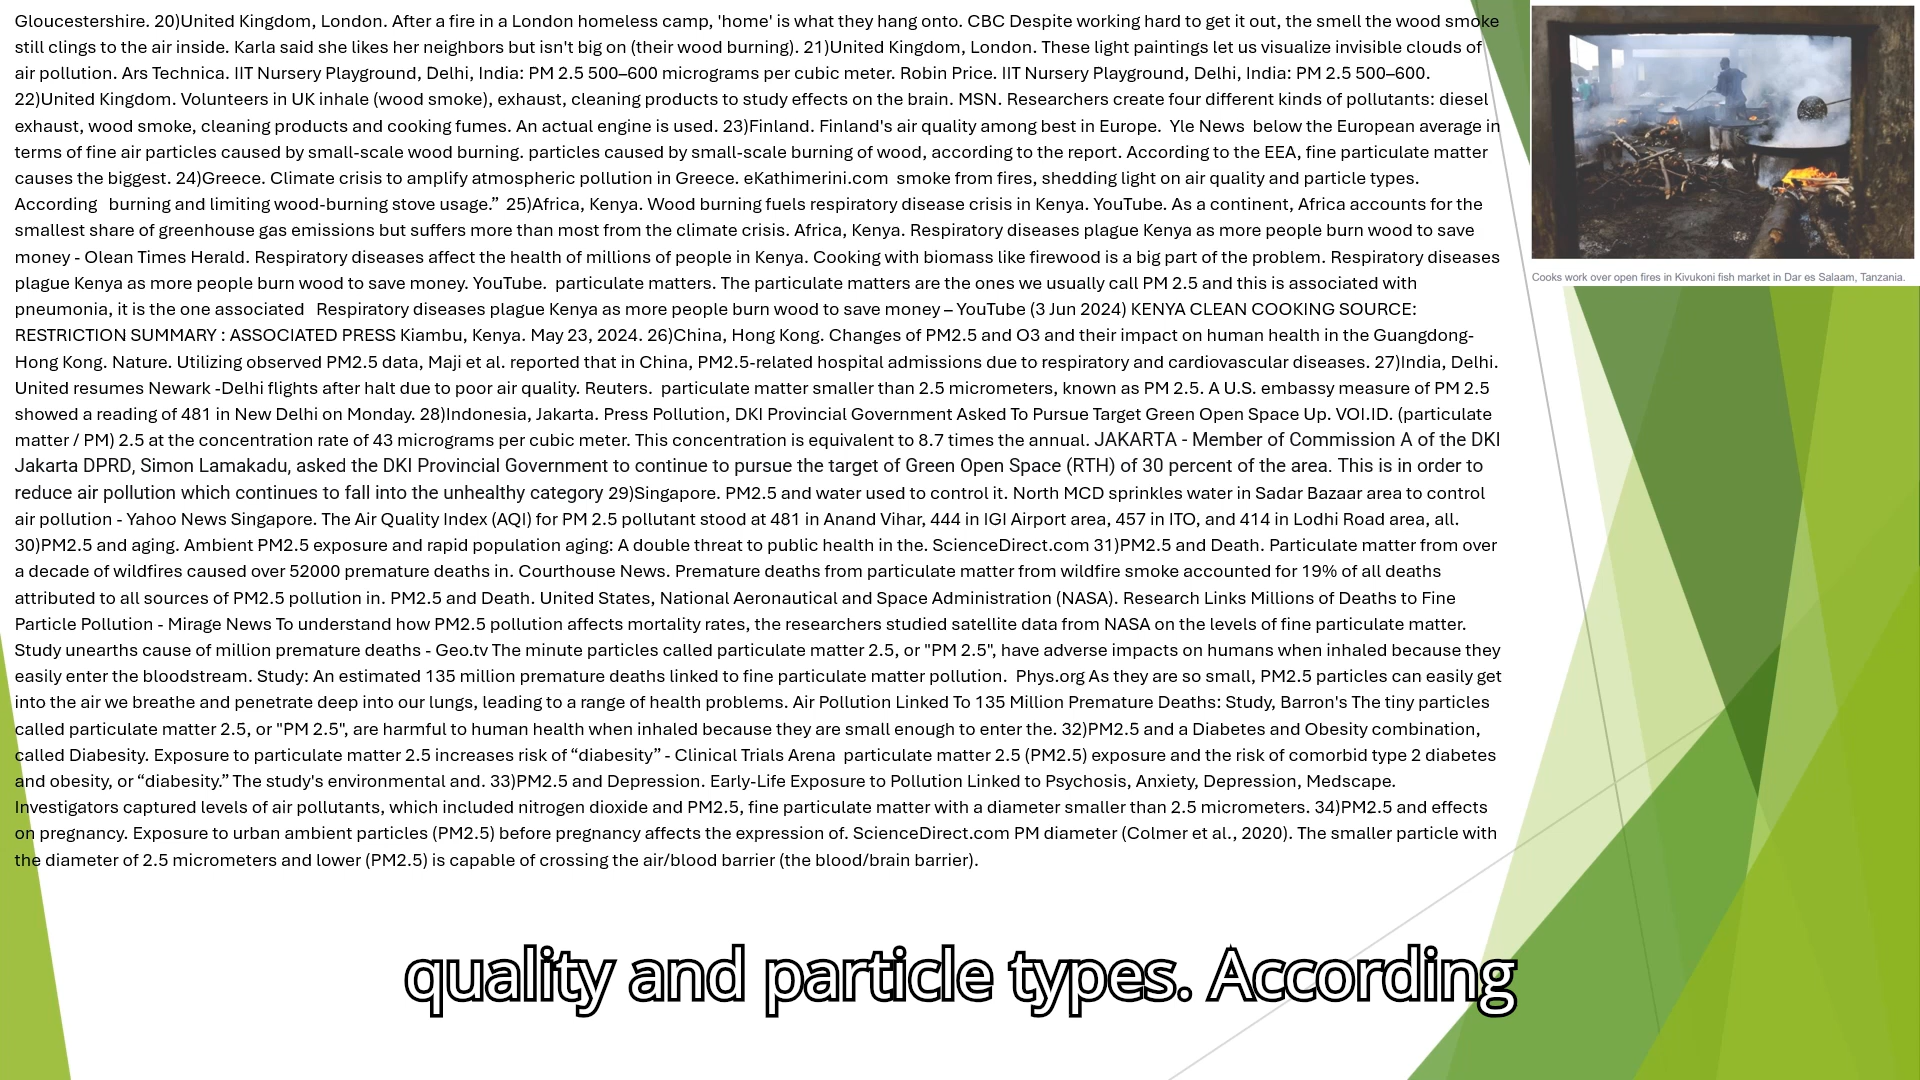 Gloucestershire. 20)United Kingdom, London. After a fire in a London homeless camp, 'home' is what they hang onto. CBC Despite working hard to get it out, the smell the wood smoke
still clings to the air inside. Karla said she likes her neighbors but isn't big on (their wood burning). 21)United Kingdom, London. These light paintings let us visualize invisible clouds of
air pollution. Ars Technica. IIT Nursery Playground, Delhi, India: PM 2.5 500–600 micrograms per cubic meter. Robin Price. IIT Nursery Playground, Delhi, India: PM 2.5 500–600.
22)United Kingdom. Volunteers in UK inhale (wood smoke), exhaust, cleaning products to study effects on the brain. MSN. Researchers create four different kinds of pollutants: diesel
exhaust, wood smoke, cleaning products and cooking fumes. An actual engine is used. 23)Finland. Finland's air quality among best in Europe.  Yle News  below the European average in
terms of fine air particles caused by small-scale wood burning. particles caused by small-scale burning of wood, according to the report. According to the EEA, fine particulate matter
causes the biggest. 24)Greece. Climate crisis to amplify atmospheric pollution in Greece. eKathimerini.com  smoke from fires, shedding light on air quality and particle types.
According  burning and limiting wood-burning stove usage.”  25)Africa, Kenya. Wood burning fuels respiratory disease crisis in Kenya. YouTube. As a continent, Africa accounts for the
smallest share of greenhouse gas emissions but suffers more than most from the climate crisis. Africa, Kenya. Respiratory diseases plague Kenya as more people burn wood to save
money - Olean Times Herald. Respiratory diseases affect the health of millions of people in Kenya. Cooking with biomass like firewood is a big part of the problem. Respiratory diseases
plague Kenya as more people burn wood to save money. YouTube.  particulate matters. The particulate matters are the ones we usually call PM 2.5 and this is associated with
pneumonia, it is the one associated  Respiratory diseases plague Kenya as more people burn wood to save money – YouTube (3 Jun 2024) KENYA CLEAN COOKING SOURCE:
RESTRICTION SUMMARY : ASSOCIATED PRESS Kiambu, Kenya. May 23, 2024. 26)China, Hong Kong. Changes of PM2.5 and O3 and their impact on human health in the Guangdong-
Hong Kong. Nature. Utilizing observed PM2.5 data, Maji et al. reported that in China, PM2.5-related hospital admissions due to respiratory and cardiovascular diseases. 27)India, Delhi.
United resumes Newark -Delhi flights after halt due to poor air quality. Reuters.  particulate matter smaller than 2.5 micrometers, known as PM 2.5. A U.S. embassy measure of PM 2.5
showed a reading of 481 in New Delhi on Monday. 28)Indonesia, Jakarta. Press Pollution, DKI Provincial Government Asked To Pursue Target Green Open Space Up. VOI.ID. (particulate
matter / PM) 2.5 at the concentration rate of 43 micrograms per cubic meter. This concentration is equivalent to 8.7 times the annual. JAKARTA - Member of Commission A of the DKI
Jakarta DPRD, Simon Lamakadu, asked the DKI Provincial Government to continue to pursue the target of Green Open Space (RTH) of 30 percent of the area. This is in order to
reduce air pollution which continues to fall into the unhealthy category 29)Singapore. PM2.5 and water used to control it. North MCD sprinkles water in Sadar Bazaar area to control
air pollution - Yahoo News Singapore. The Air Quality Index (AQI) for PM 2.5 pollutant stood at 481 in Anand Vihar, 444 in IGI Airport area, 457 in ITO, and 414 in Lodhi Road area, all.
30)PM2.5 and aging. Ambient PM2.5 exposure and rapid population aging: A double threat to public health in the. ScienceDirect.com 31)PM2.5 and Death. Particulate matter from over
a decade of wildfires caused over 52000 premature deaths in. Courthouse News. Premature deaths from particulate matter from wildfire smoke accounted for 19% of all deaths
attributed to all sources of PM2.5 pollution in. PM2.5 and Death. United States, National Aeronautical and Space Administration (NASA). Research Links Millions of Deaths to Fine
Particle Pollution - Mirage News To understand how PM2.5 pollution affects mortality rates, the researchers studied satellite data from NASA on the levels of fine particulate matter.
Study unearths cause of million premature deaths - Geo.tv The minute particles called particulate matter 2.5, or "PM 2.5", have adverse impacts on humans when inhaled because they
easily enter the bloodstream. Study: An estimated 135 million premature deaths linked to fine particulate matter pollution.  Phys.org As they are so small, PM2.5 particles can easily get
into the air we breathe and penetrate deep into our lungs, leading to a range of health problems. Air Pollution Linked To 135 Million Premature Deaths: Study, Barron's The tiny particles
called particulate matter 2.5, or "PM 2.5", are harmful to human health when inhaled because they are small enough to enter the. 32)PM2.5 and a Diabetes and Obesity combination,
called Diabesity. Exposure to particulate matter 2.5 increases risk of “diabesity” - Clinical Trials Arena  particulate matter 2.5 (PM2.5) exposure and the risk of comorbid type 2 diabetes
and obesity, or “diabesity.” The study's environmental and. 33)PM2.5 and Depression. Early-Life Exposure to Pollution Linked to Psychosis, Anxiety, Depression, Medscape.
Investigators captured levels of air pollutants, which included nitrogen dioxide and PM2.5, fine particulate matter with a diameter smaller than 2.5 micrometers. 34)PM2.5 and effects
on pregnancy. Exposure to urban ambient particles (PM2.5) before pregnancy affects the expression of. ScienceDirect.com PM diameter (Colmer et al., 2020). The smaller particle with
the diameter of 2.5 micrometers and lower (PM2.5) is capable of crossing the air/blood barrier (the blood/brain barrier).
Cooks work over open fires in Kivukoni fish market in Dar es Salaam, Tanzania.
quality and particle types. According